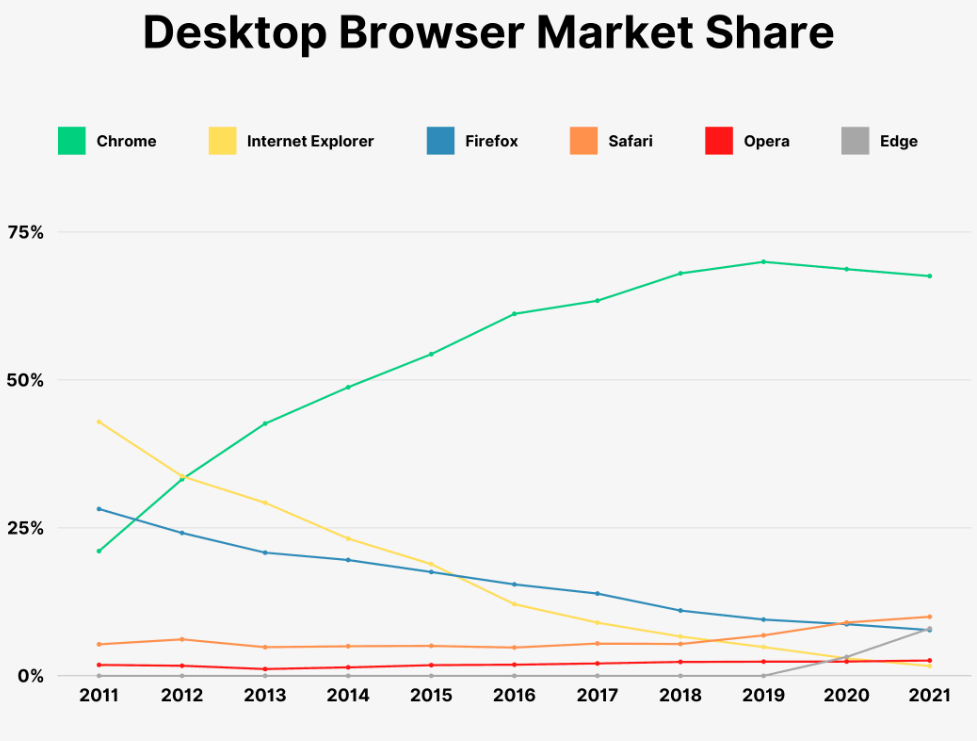 Desktop Browser Market Share
Chrome Internet Explorer Firefox Safari Opera Edge
75%
50%
25%
0%
2011 2012 2013 2014 2015 2016 2017 2018 2019 2020 2021